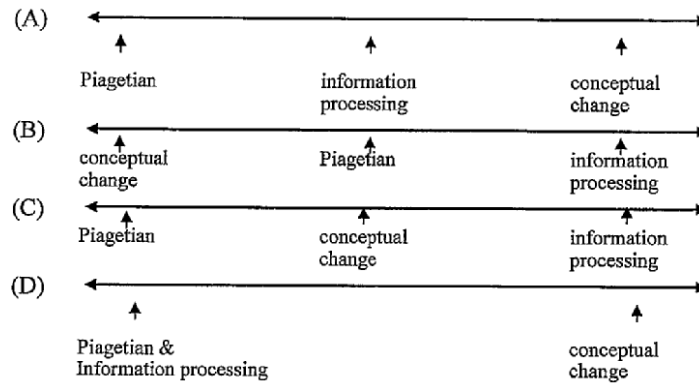 (A)
Piagetian information conceptual
processing change
(B)
conceptual Piagetian information
change processing
(C)
Piagetian conceptual information
change processing
(D)
Piagetian & conceptual
Information processing change